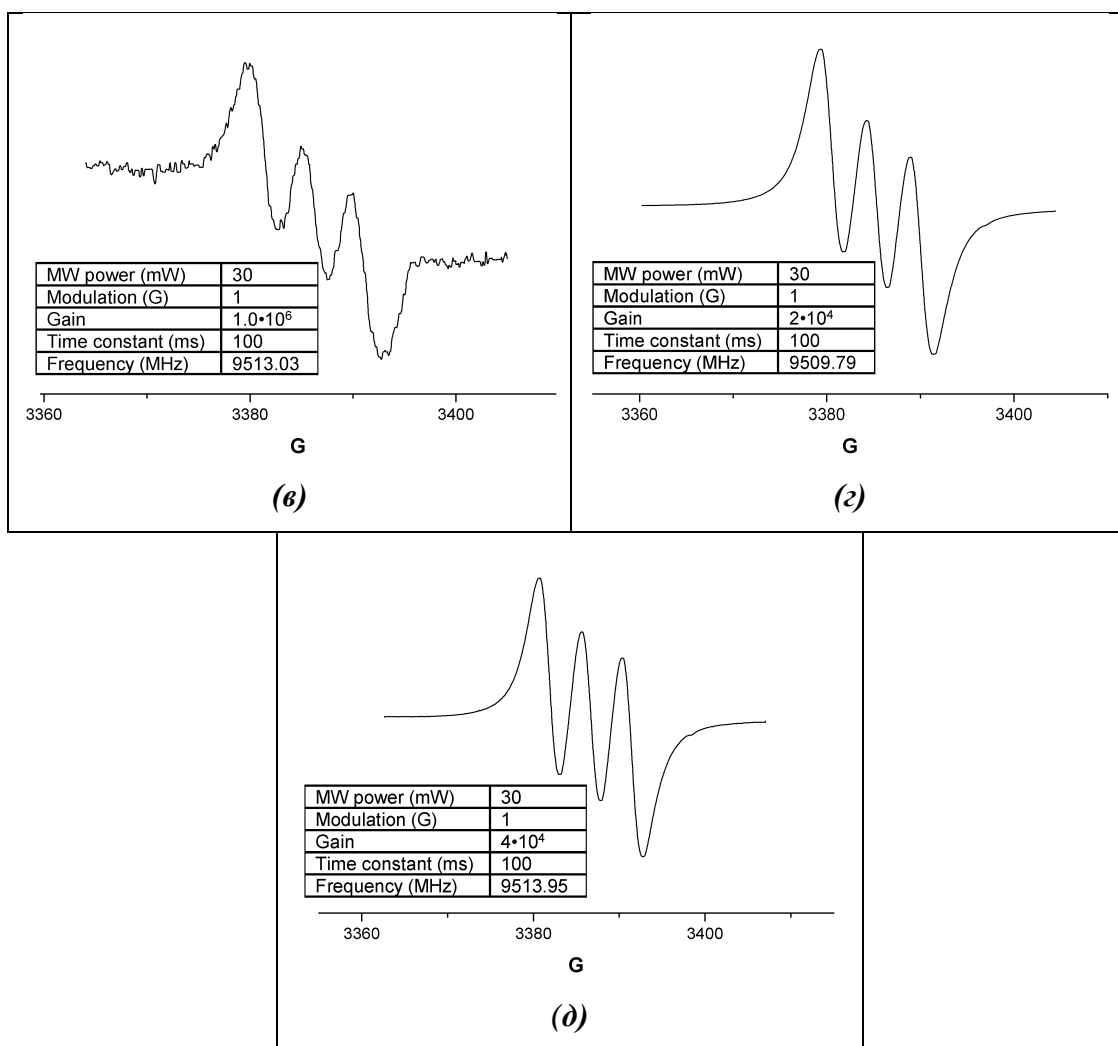 MW power (mW) 30
Modulation (G) 1
Gain 1.0•10⁶
Time constant (ms) 100
Frequency (MHz) 9513.03
3360 3380 3400
G
(в)
MW power (mW) 30
Modulation (G) 1
Gain 2•10⁴
Time constant (ms) 100
Frequency (MHz) 9509.79
3360 3380 3400
G
(г)
MW power (mW) 30
Modulation (G) 1
Gain 4•10⁴
Time constant (ms) 100
Frequency (MHz) 9513.95
3360 3380 3400
G
(д)